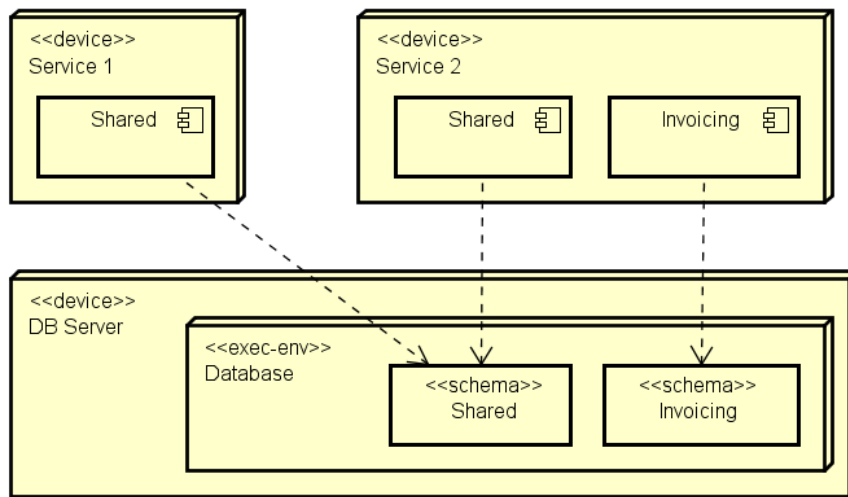 <<device>>
Service 1
Shared
<<device>>
Service 2
Shared
Invoicing
<<device>>
DB Server
<<exec-env>>
Database
<<schema>>
Shared
<<schema>>
Invoicing